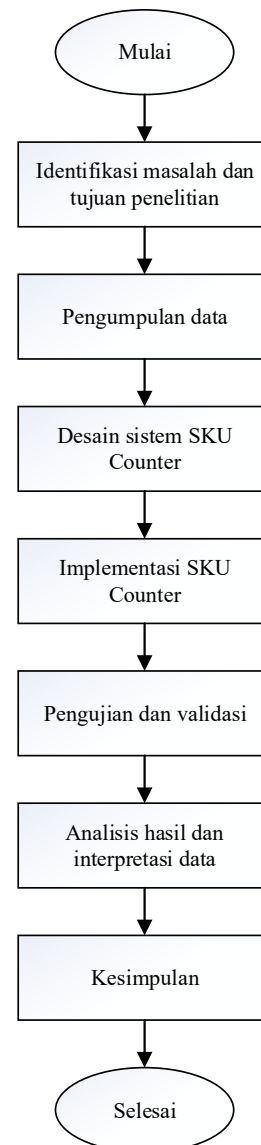 Mulai
Identifikasi masalah dan
tujuan penelitian
Pengumpulan data
Desain sistem SKU
Counter
Implementasi SKU
Counter
Pengujian dan validasi
Analisis hasil dan
interpretasi data
Kesimpulan
Selesai